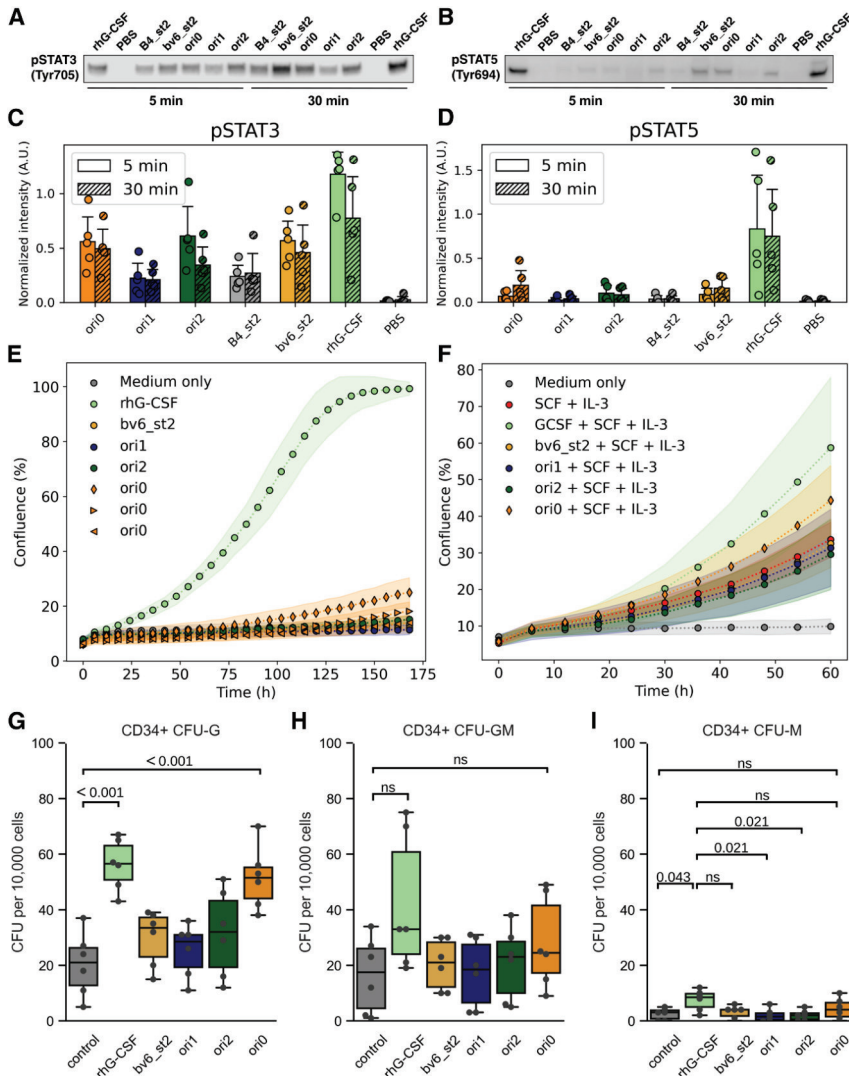 A
rhG-CSF
PBS
B4_st2
bv6_st2
ori0
ori1
ori2
B4_st2
bv6_st2
ori0
ori1
ori2
PBS
rhG-CSF
pSTAT3
(Tyr705)
5 min
30 min
B
rhG-CSF
PBS
B4_st2
bv6_st2
ori0
ori1
ori2
B4_st2
bv6_st2
ori0
ori1
ori2
PBS
rhG-CSF
pSTAT5
(Tyr694)
5 min
30 min
C
pSTAT3
Normalized intensity (A.U.)
5 min
30 min
1.0
0.5
0.0
ori0
ori1
ori2
B4_st2
bv6_st2
rhG-CSF
PBS
D
pSTAT5
Normalized intensity (A.U.)
5 min
30 min
1.5
1.0
0.5
0.0
ori0
ori1
ori2
B4_st2
bv6_st2
rhG-CSF
PBS
E
Confluence (%)
100
80
60
40
20
0
Medium only
rhG-CSF
bv6_st2
ori1
ori2
ori0
ori0
ori0
0
25
50
75
100
125
150
175
Time (h)
F
Confluence (%)
80
70
60
50
40
30
20
10
Medium only
SCF + IL-3
GCSF + SCF + IL-3
bv6_st2 + SCF + IL-3
ori1 + SCF + IL-3
ori2 + SCF + IL-3
ori0 + SCF + IL-3
0
10
20
30
40
50
60
Time (h)
G
CD34+ CFU-G
CFU per 10,000 cells
100
80
60
40
20
0
< 0.001
< 0.001
control
rhG-CSF
bv6_st2
ori1
ori2
ori0
H
CD34+ CFU-GM
CFU per 10,000 cells
100
80
60
40
20
0
ns
ns
control
rhG-CSF
bv6_st2
ori1
ori2
ori0
I
CD34+ CFU-M
CFU per 10,000 cells
100
80
60
40
20
0
ns
ns
0.021
0.021
0.043
ns
control
rhG-CSF
bv6_st2
ori1
ori2
ori0